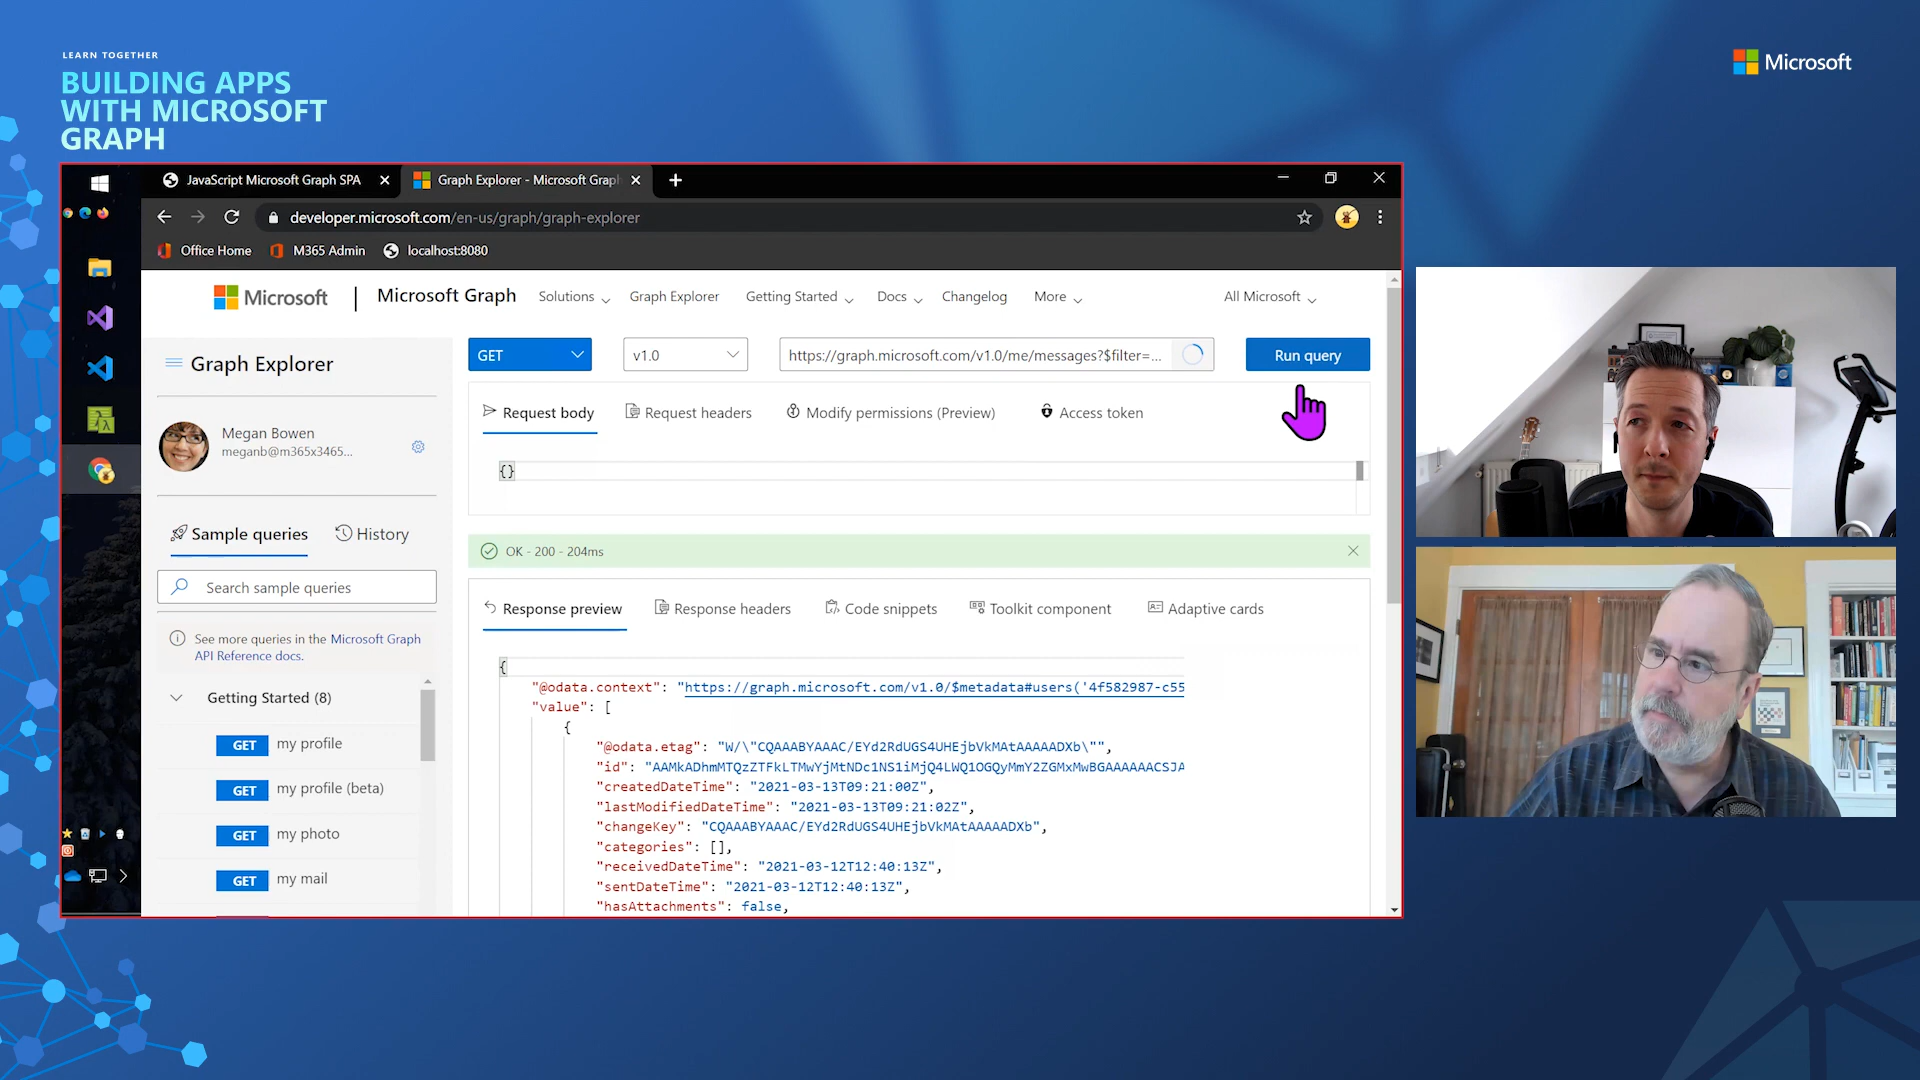 LEARN TOGETHER
BUILDING APPS
WITH MICROSOFT
GRAPH
Microsoft
JavaScript Microsoft Graph SPA
Graph Explorer - Microsoft Graph
developer.microsoft.com/en-us/graph/graph-explorer
Office Home
M365 Admin
localhost:8080
Microsoft
Microsoft Graph
Solutions
Graph Explorer
Getting Started
Docs
Changelog
More
All Microsoft
Graph Explorer
Megan Bowen
meganb@m365x3465...
Sample queries
History
Search sample queries
See more queries in the Microsoft Graph
API Reference docs.
Getting Started (8)
GET my profile
GET my profile (beta)
GET my photo
GET my mail
GET
v1.0
https://graph.microsoft.com/v1.0/me/messages?$filter=...
Run query
Request body
Request headers
Modify permissions (Preview)
Access token
{}
OK - 200 - 204ms
Response preview
Response headers
Code snippets
Toolkit component
Adaptive cards
{
"@odata.context": "https://graph.microsoft.com/v1.0/$metadata#users('4f582987-c55
"value": [
{
"@odata.etag": "W/\"CQAAABYAAAC/EYd2RdUGS4UHEjbVkMAtAAAAADXb\"",
"id": "AAMkADhmMTQzZTFkLTMwYjMtNDc1NS1iMjQ4LWQ1OGQyMmY2ZGMxMwBGAAAAAACSJA
"createdDateTime": "2021-03-13T09:21:00Z",
"lastModifiedDateTime": "2021-03-13T09:21:02Z",
"changeKey": "CQAAABYAAAC/EYd2RdUGS4UHEjbVkMAtAAAAADXb",
"categories": [],
"receivedDateTime": "2021-03-12T12:40:13Z",
"sentDateTime": "2021-03-12T12:40:13Z",
"hasAttachments": false,